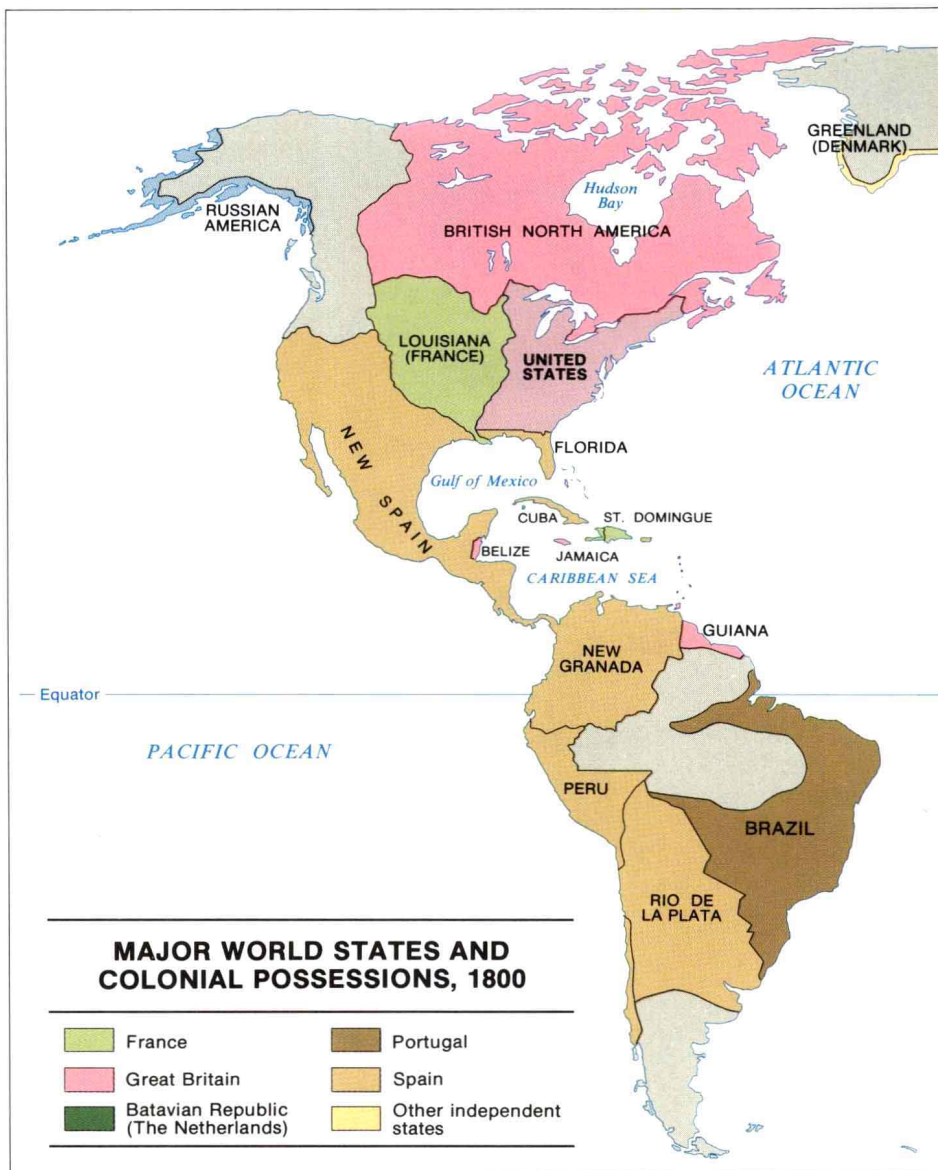 GREENLAND
(DENMARK)
Hudson
Bay
RUSSIAN
AMERICA
BRITISH NORTH AMERICA
LOUISIANA
(FRANCE)
UNITED
STATES
ATLANTIC
OCEAN
NEW SPAIN
FLORIDA
Gulf of Mexico
CUBA
ST. DOMINGUE
BELIZE
JAMAICA
CARIBBEAN SEA
GUIANA
NEW
GRANADA
Equator
PACIFIC OCEAN
PERU
BRAZIL
RIO DE
LA PLATA
MAJOR WORLD STATES AND
COLONIAL POSSESSIONS, 1800
France
Great Britain
Batavian Republic
(The Netherlands)
Portugal
Spain
Other independent
states